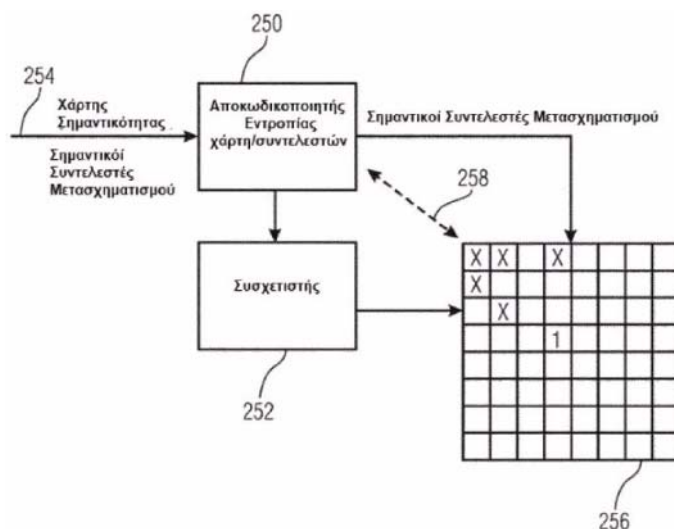 250
254
Χάρτης
Σημαντικότητας
Σημαντικοί
Συντελεστές
Μετασχηματισμού
Αποκωδικοποιητής
Εντροπίας
χάρτη/συντελεστών
Σημαντικοί Συντελεστές Μετασχηματισμού
258
Συσχετιστής
252
X X X
X
X
1
256